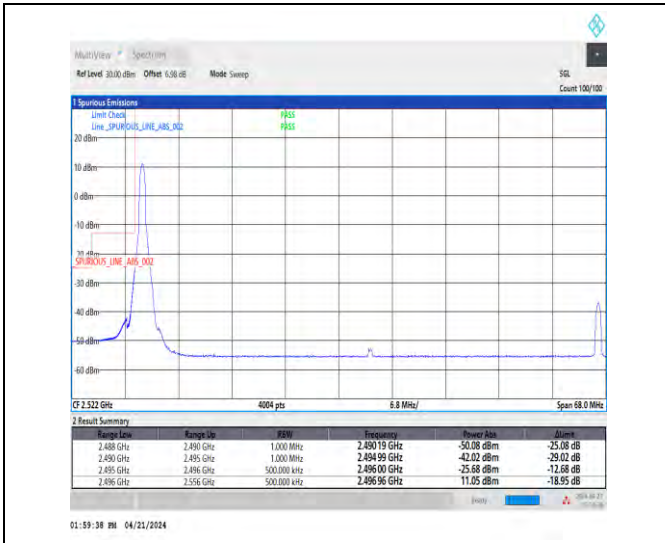 MultiView Spectrum
Ref Level 30.00 dBm Offset 6.98 dB Mode Sweep SGL
Count 100/100
1 Spurious Emissions
Limit Check PASS
Line _SPURIOUS_LINE_ABS_002 PASS
20 dBm
10 dBm
0 dBm
-10 dBm
-20 dBm
SPURIOUS_LINE_ABS_002
-30 dBm
-40 dBm
-50 dBm
-60 dBm
CF 2.522 GHz 4004 pts 6.8 MHz/ Span 68.0 MHz
2 Result Summary
Range Low Range Up RBW Frequency Power Abs ΔLimit
2.488 GHz 2.490 GHz 1.000 MHz 2.490 19 GHz -50.08 dBm -25.08 dB
2.490 GHz 2.495 GHz 1.000 MHz 2.494 99 GHz -42.02 dBm -29.02 dB
2.495 GHz 2.496 GHz 500.000 kHz 2.496 00 GHz -25.68 dBm -12.68 dB
2.496 GHz 2.556 GHz 500.000 kHz 2.496 96 GHz 11.05 dBm -18.95 dB
01:59:38 PM 04/21/2024